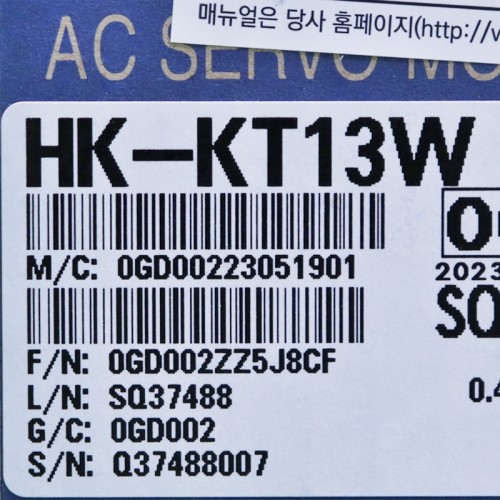 매뉴얼은 당사 홈페이지(http://
AC SERVO MO
HK-KT13W
M/C: 0GD00223051901
2023
SQ
F/N: 0GD002ZZ5J8CF
L/N: SQ37488
0.4
G/C: 0GD002
S/N: Q37488007